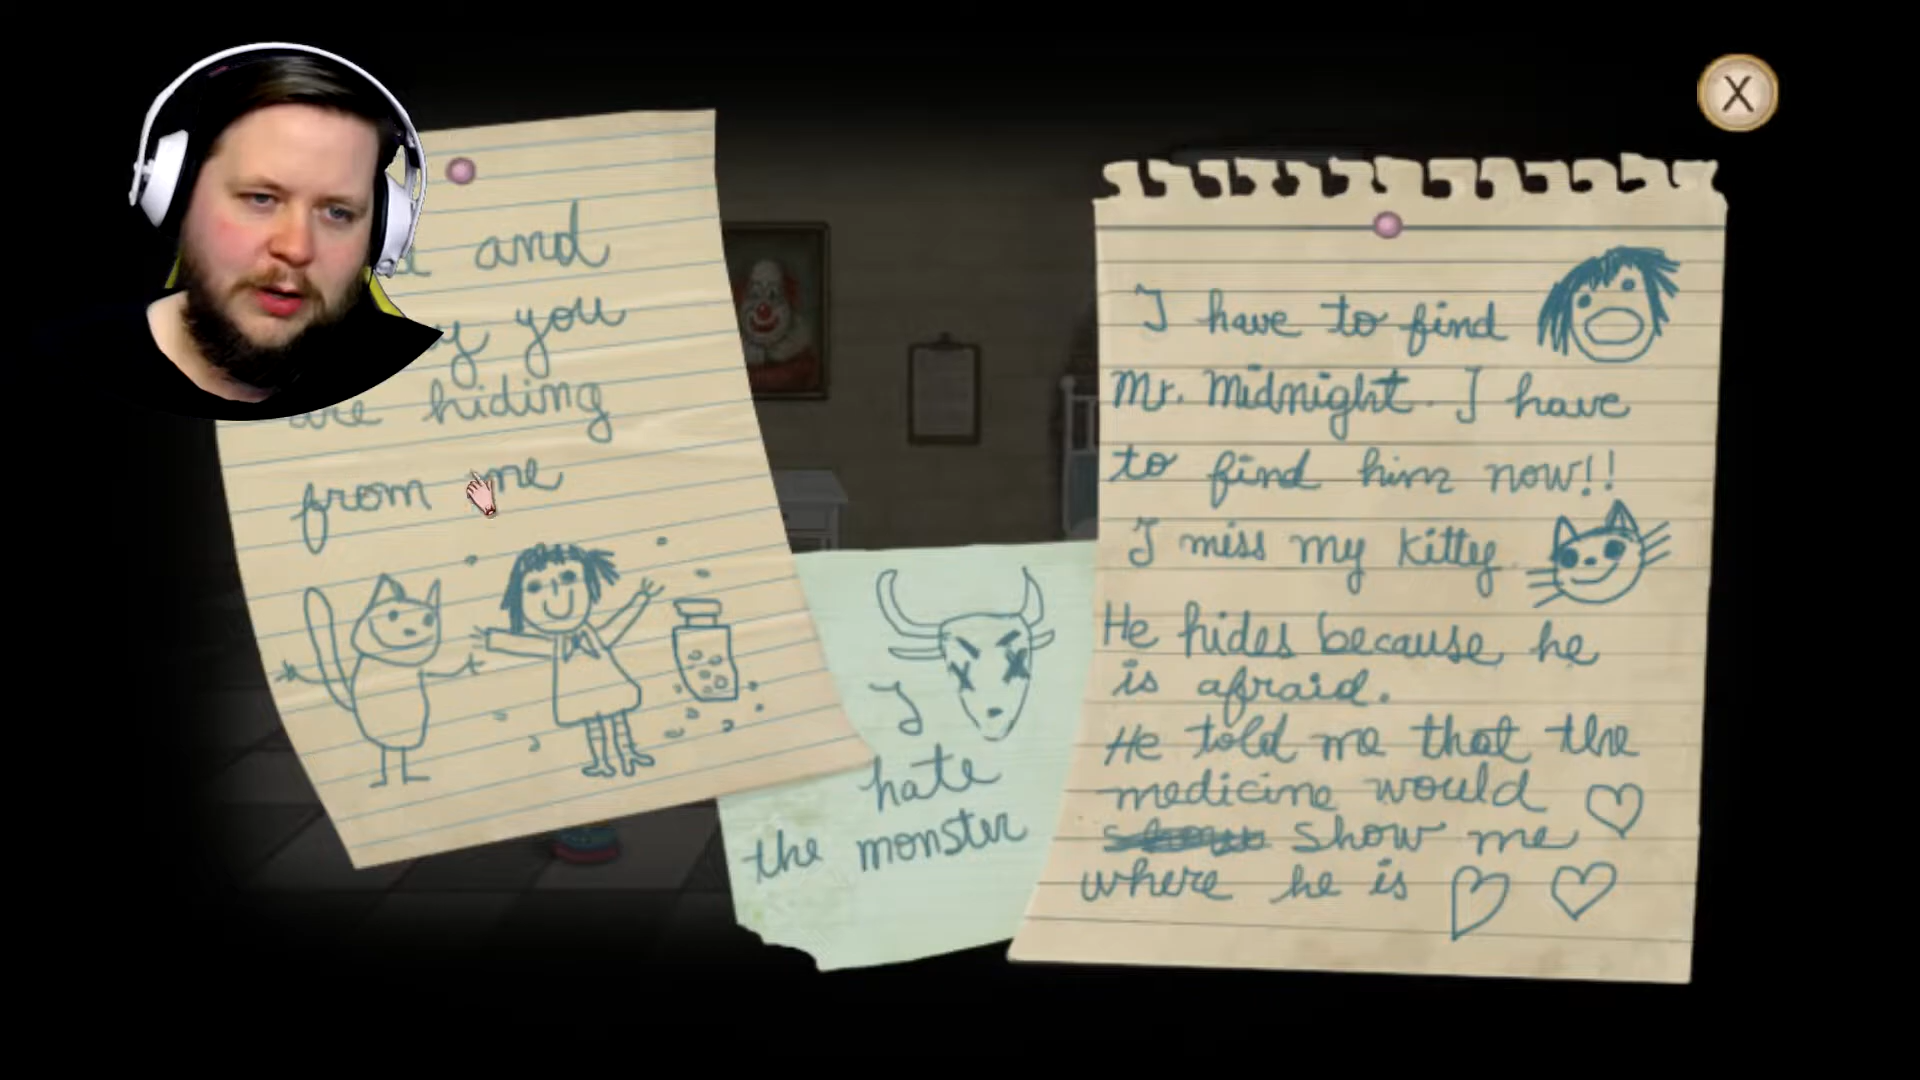 and
you
are hiding
from me
I
hate
the monster
I have to find
Mr. Midnight. I have
to find him now!!
I miss my Kitty
He hides because he
is afraid.
He told me that the
medicine would
show me
where he is
X